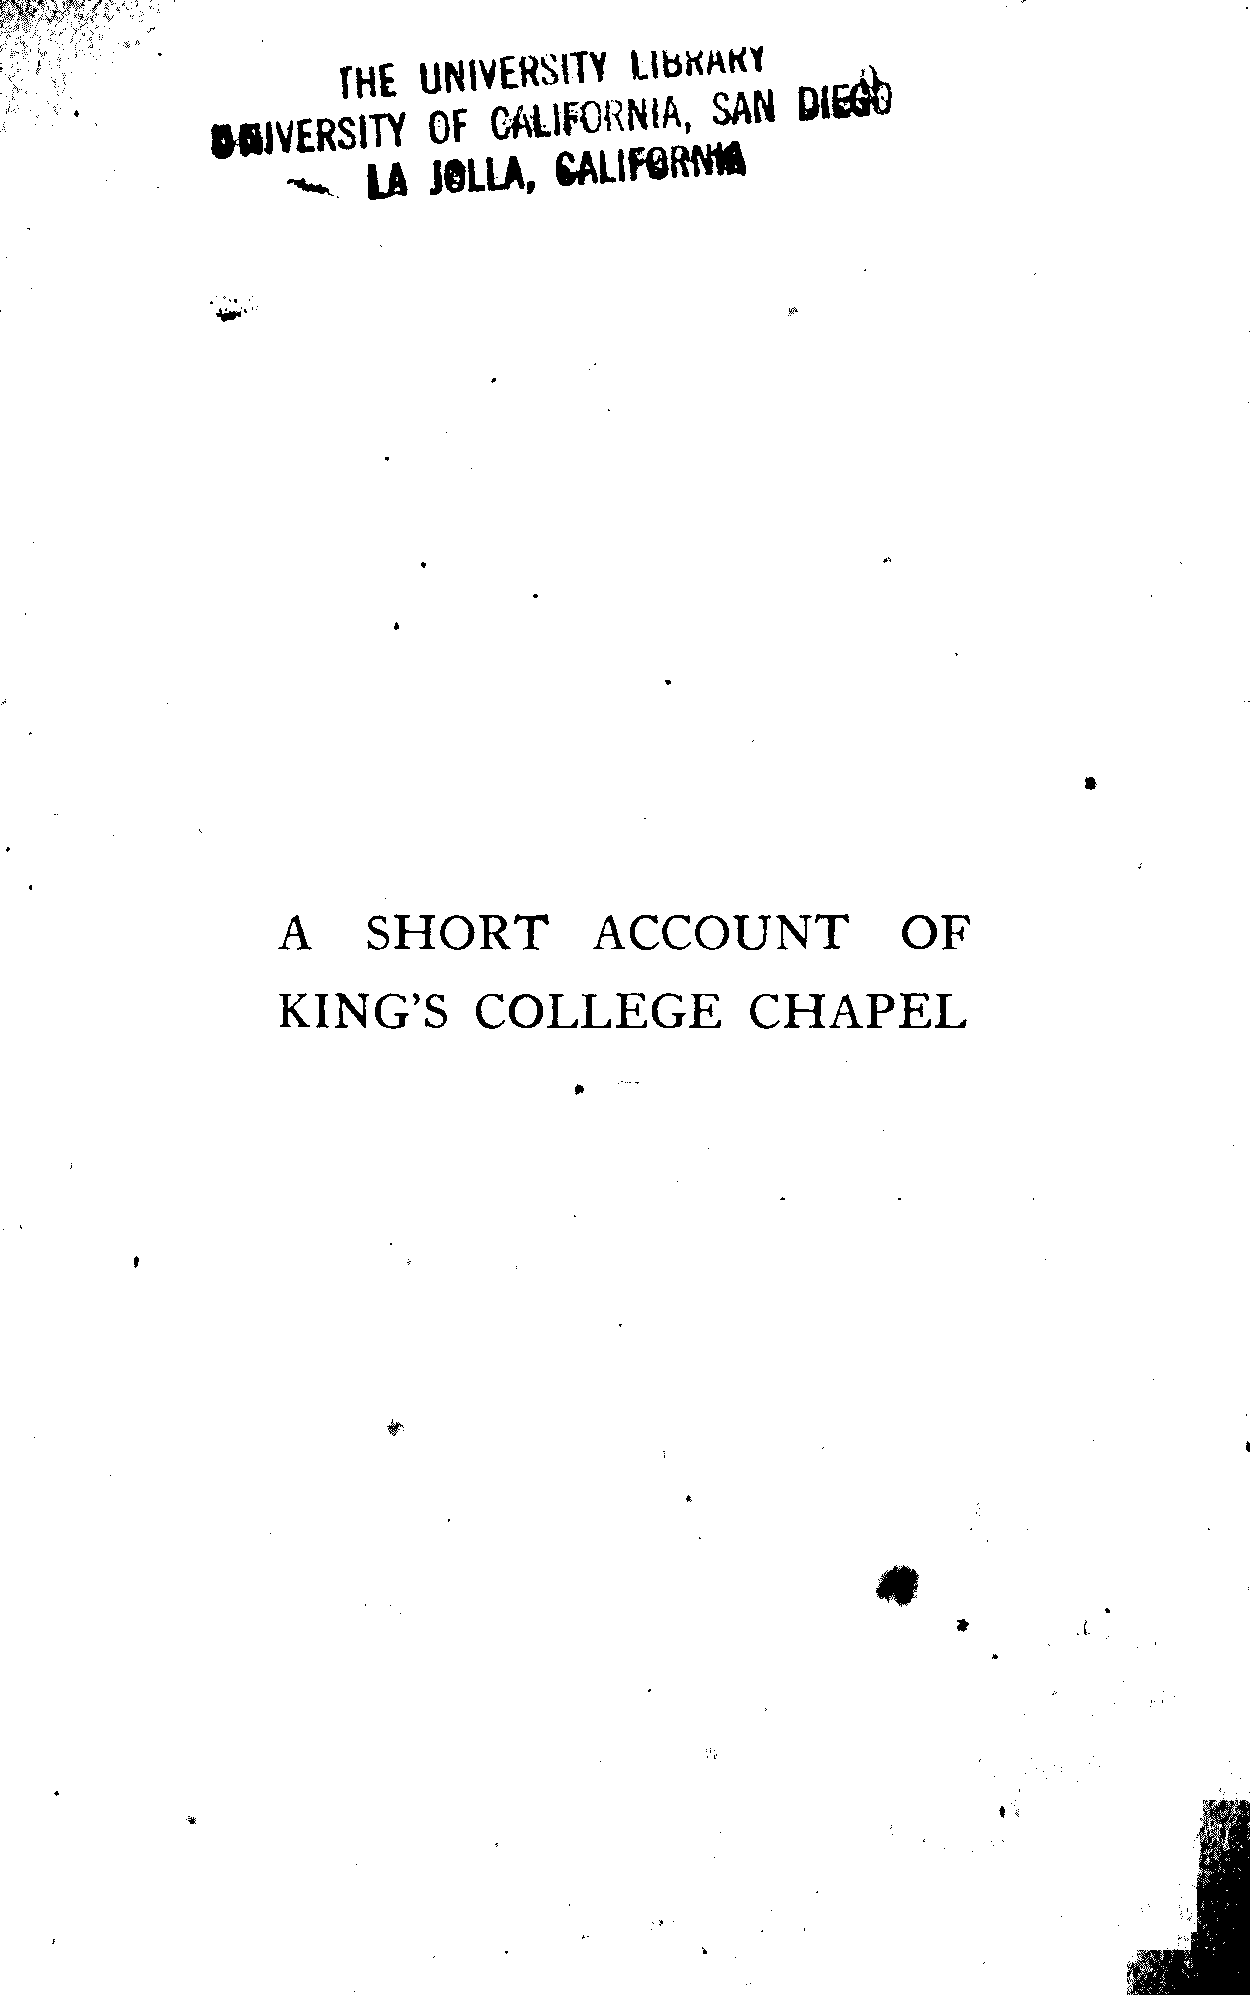 THE UNIVERSITY LIBRARY
UNIVERSITY OF CALIFORNIA, SAN DIEGO
LA JOLLA, CALIFORNIA
A SHORT ACCOUNT OF
KING'S COLLEGE CHAPEL